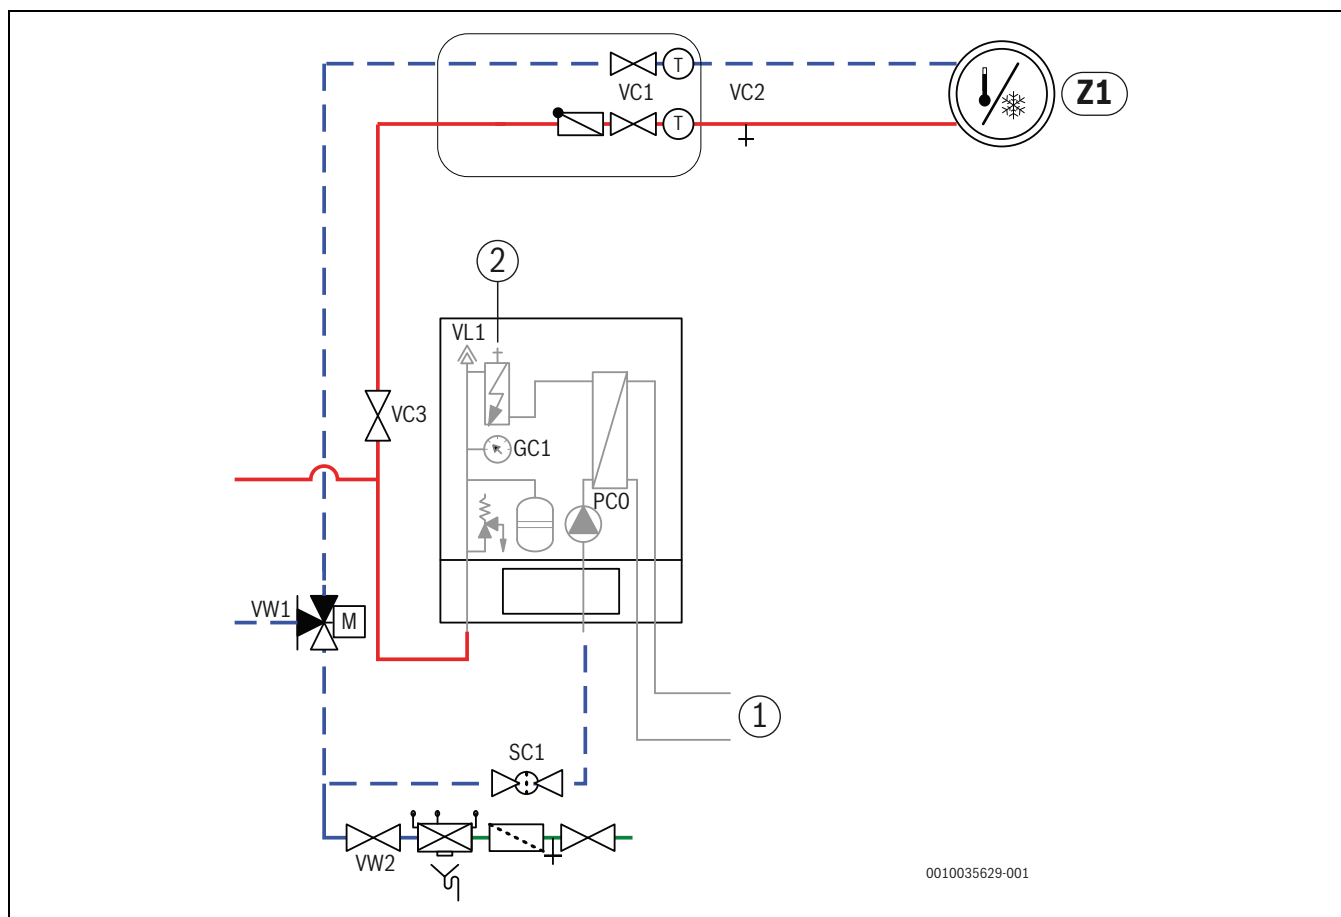 T
VC1
VC2
Z1
T
2
VL1
VC3
GC1
PC0
VW1
M
1
SC1
VW2
0010035629-001